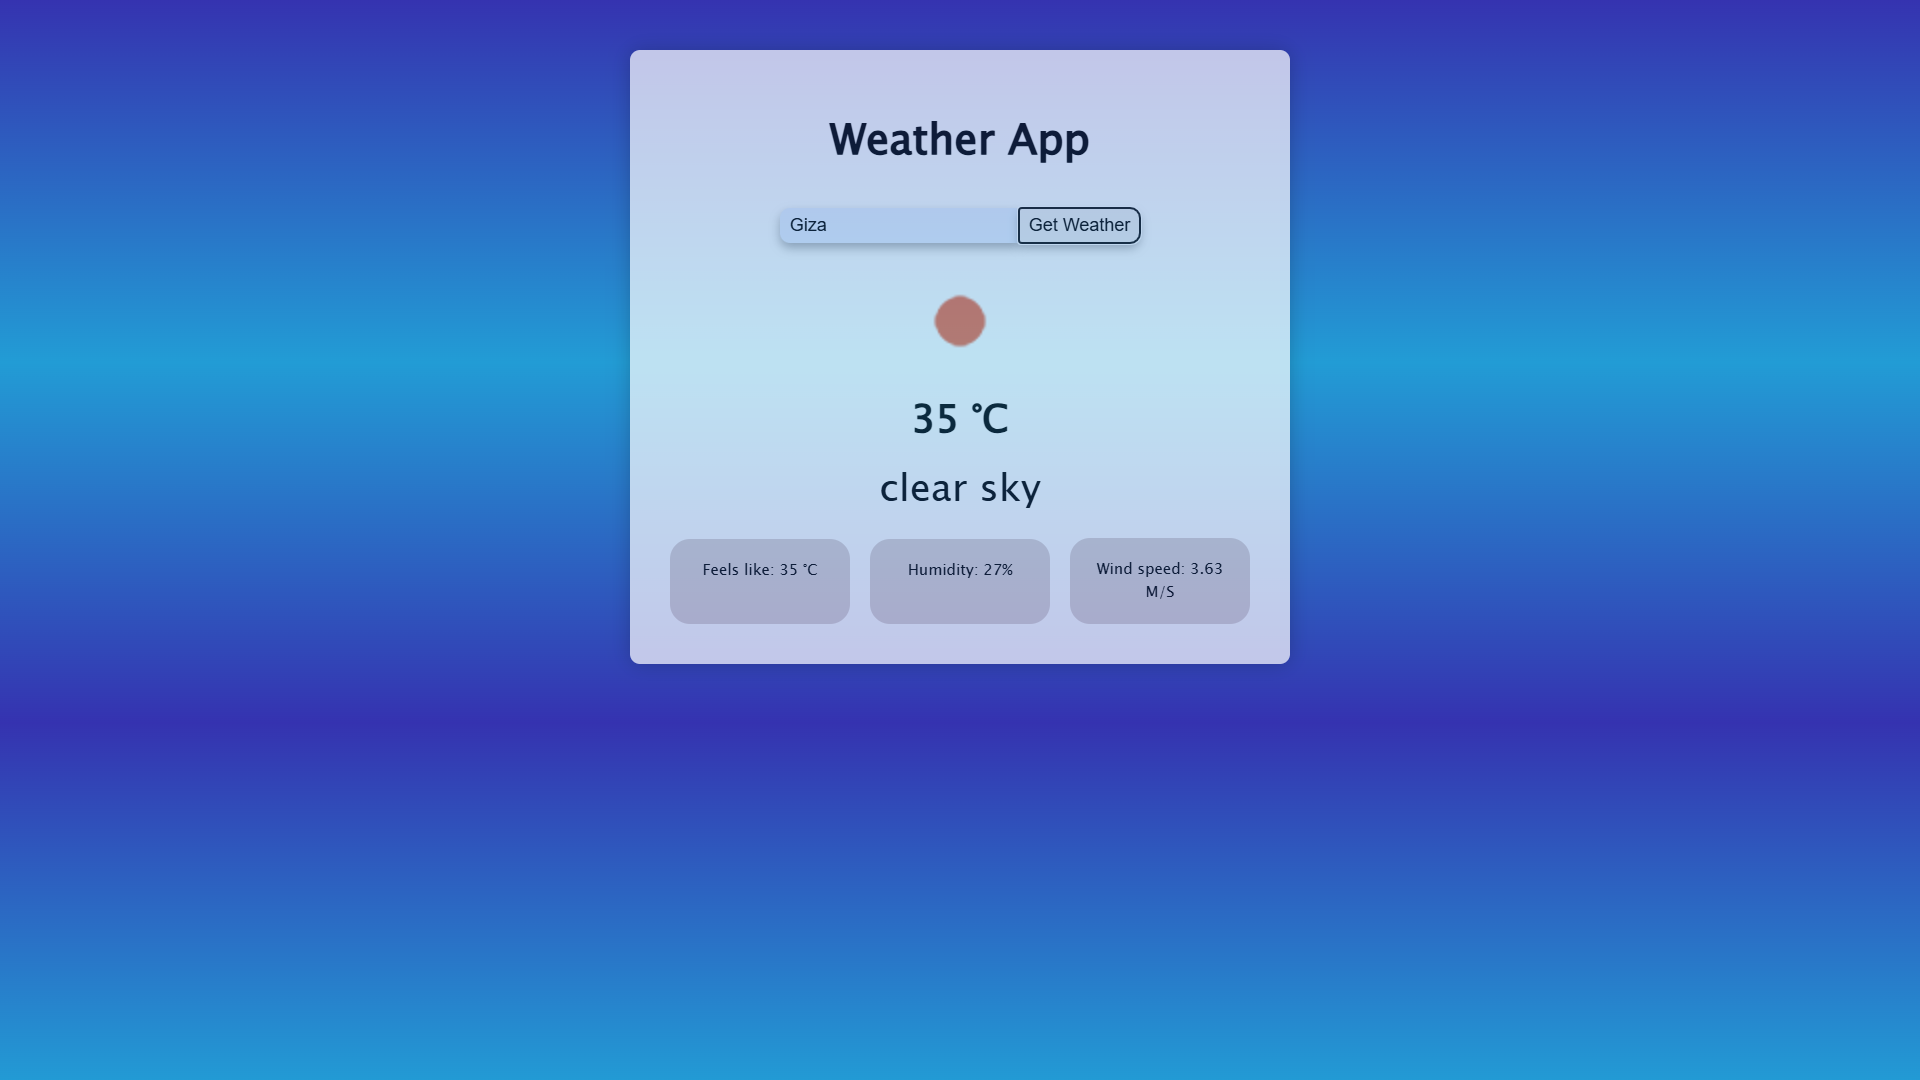 Weather App
Giza
Get Weather
35 °C
clear sky
Feels like: 35 °C
Humidity: 27%
Wind speed: 3.63
M/S